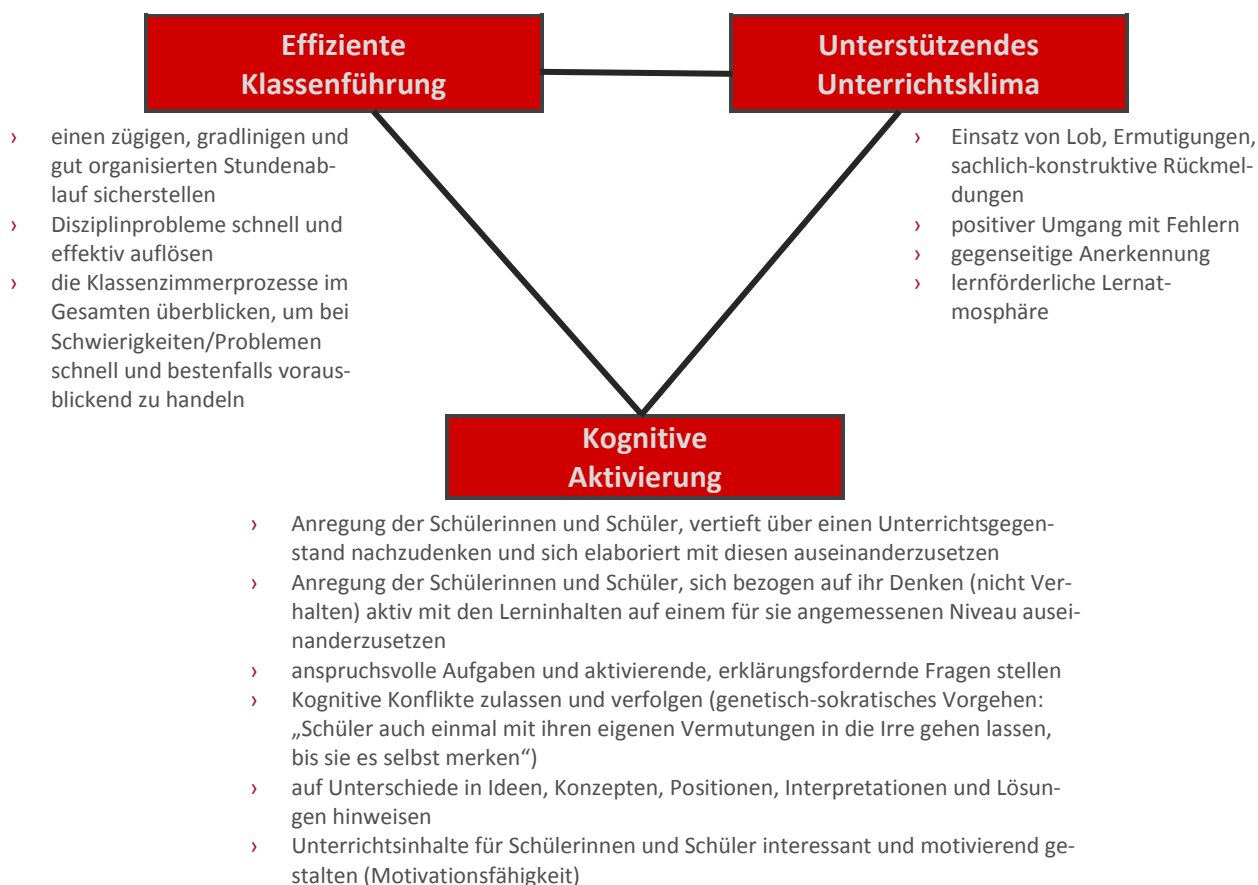 Effiziente
Klassenführung
Unterstützendes
Unterrichtsklima
› einen zügigen, gradlinigen und
gut organisierten Stundenab-
lauf sicherstellen
› Disziplinprobleme schnell und
effektiv auflösen
› die Klassenzimmerprozesse im
Gesamten überblicken, um bei
Schwierigkeiten/Problemen
schnell und bestenfalls voraus-
blickend zu handeln
› Einsatz von Lob, Ermutigungen,
sachlich-konstruktive Rückmel-
dungen
› positiver Umgang mit Fehlern
› gegenseitige Anerkennung
› lernförderliche Lernat-
mosphäre
Kognitive
Aktivierung
› Anregung der Schülerinnen und Schüler, vertieft über einen Unterrichtsgegen-
stand nachzudenken und sich elaboriert mit diesen auseinanderzusetzen
› Anregung der Schülerinnen und Schüler, sich bezogen auf ihr Denken (nicht Ver-
halten) aktiv mit den Lerninhalten auf einem für sie angemessenen Niveau ausei-
nanderzusetzen
› anspruchsvolle Aufgaben und aktivierende, erklärungsfordernde Fragen stellen
› Kognitive Konflikte zulassen und verfolgen (genetisch-sokratisches Vorgehen:
„Schüler auch einmal mit ihren eigenen Vermutungen in die Irre gehen lassen,
bis sie es selbst merken“)
› auf Unterschiede in Ideen, Konzepten, Positionen, Interpretationen und Lösun-
gen hinweisen
› Unterrichtsinhalte für Schülerinnen und Schüler interessant und motivierend ge-
stalten (Motivationsfähigkeit)